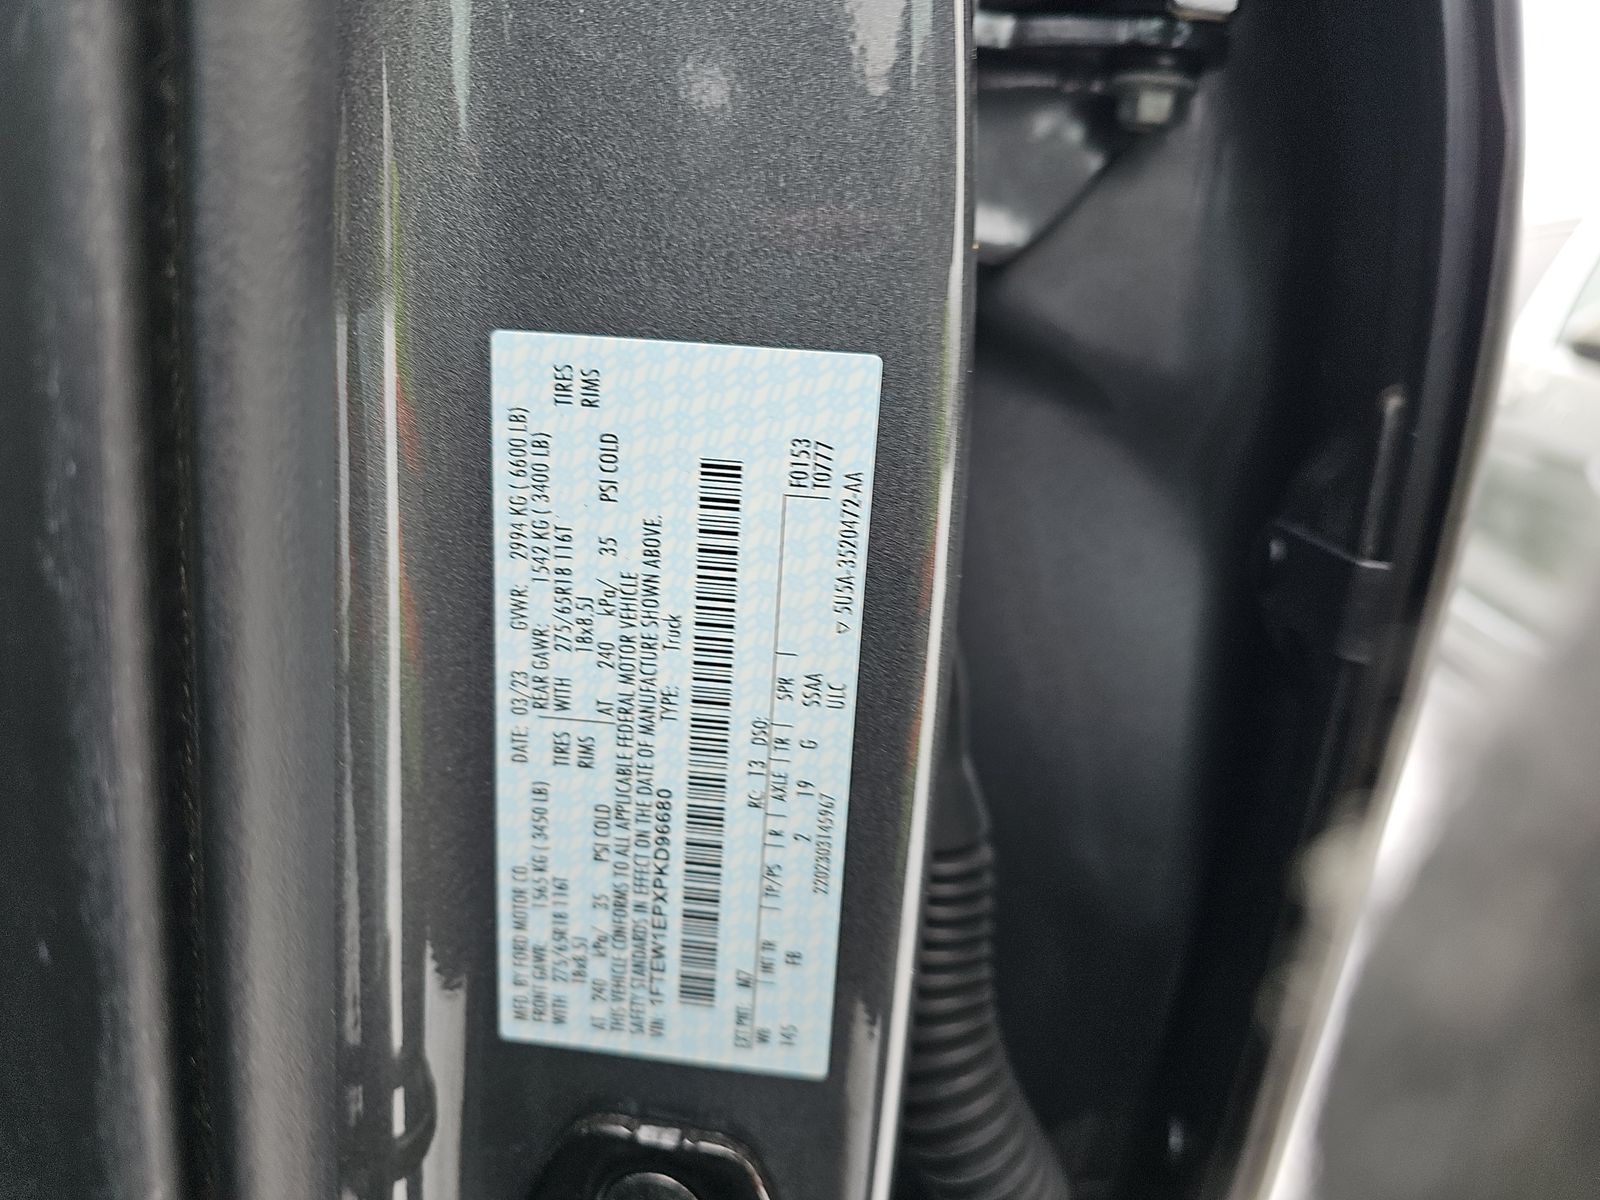 MFD. BY FORD MOTOR CO. DATE: 03/23 GVWR: 2994 KG ( 6600 LB)
FRONT GAWR: 1565 KG ( 3450 LB) REAR GAWR: 1542 KG ( 3400 LB)
WITH 275/65R18 116T TIRES WITH 275/65R18 116T TIRES
18x8.5J RIMS 18x8.5J RIMS
AT 240 kPa/ 35 PSI COLD AT 240 kPa/ 35 PSI COLD
THIS VEHICLE CONFORMS TO ALL APPLICABLE FEDERAL MOTOR VEHICLE
SAFETY STANDARDS IN EFFECT ON THE DATE OF MANUFACTURE SHOWN ABOVE.
VIN: 1FTEW1EPXPKD96680 TYPE: Truck
EXT PNT: M7 RC: 13 DSO:
WB INT TR TP/PS R AXLE TR SPR F0153
145 FB 2 19 G SSAA T0777
220230314S967 ULC
▽ 5U5A-3520472-AA